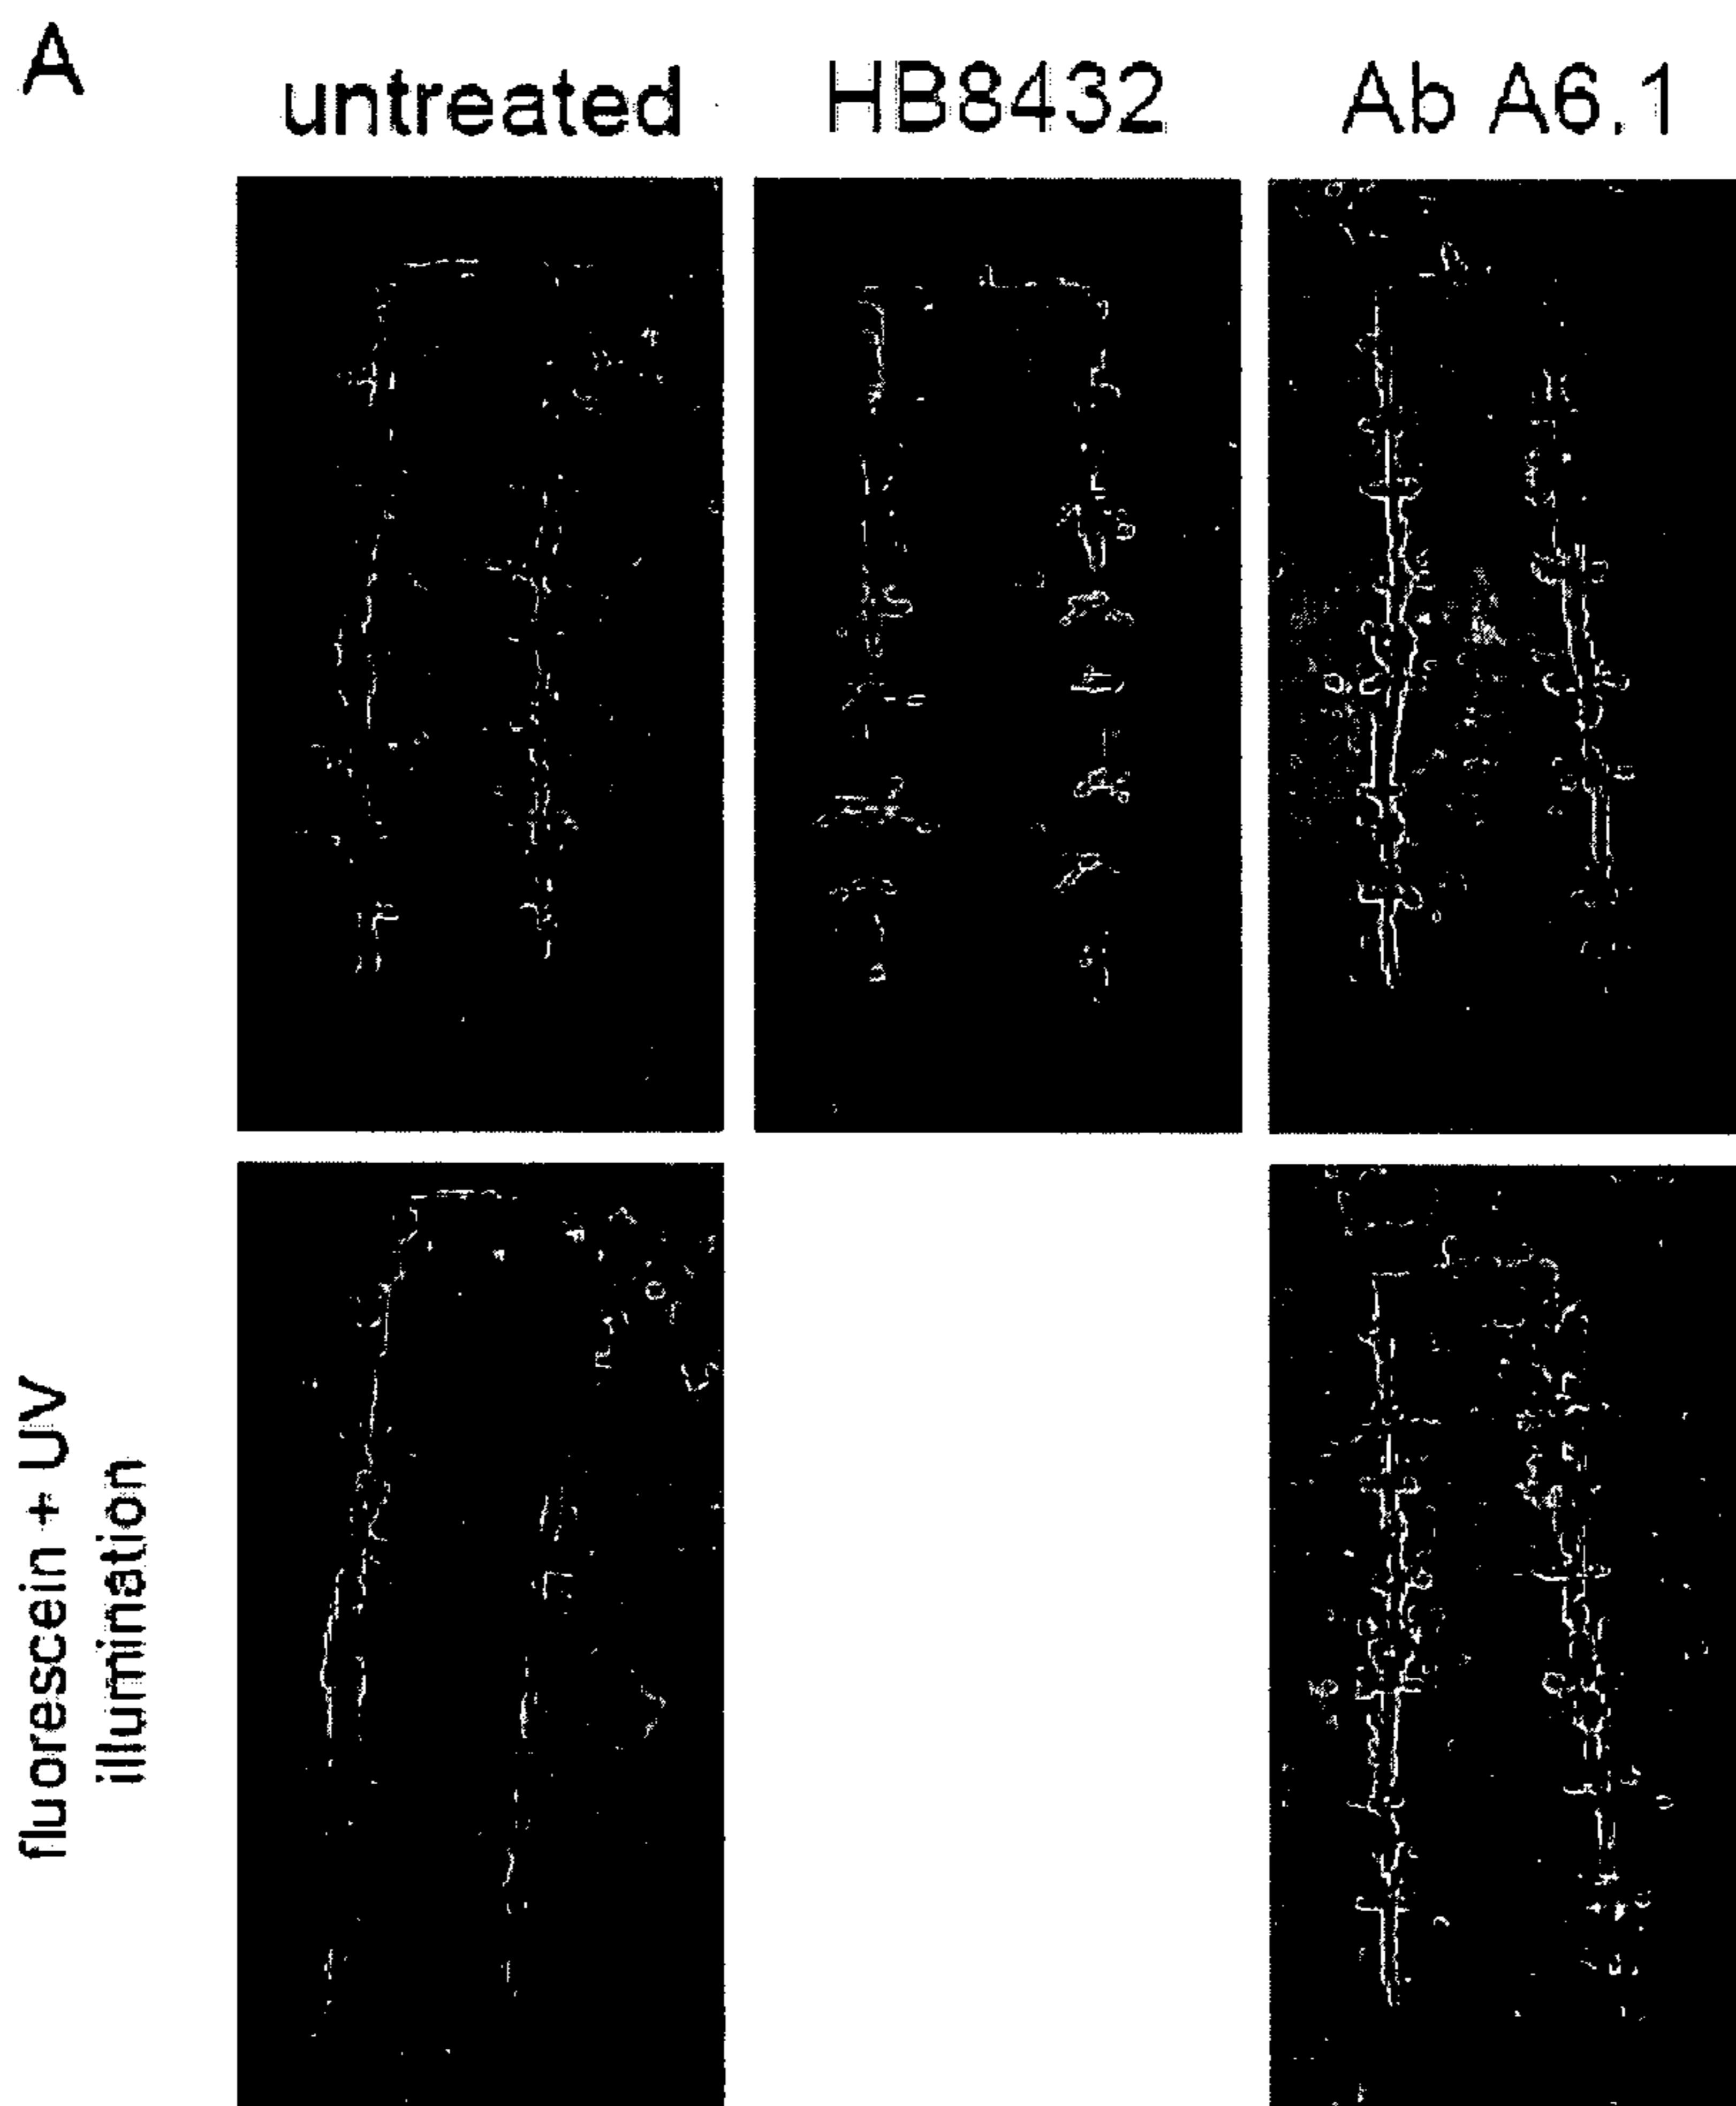 A
untreated
HB8432
Ab A6.1
fluorescein + UV
illumination